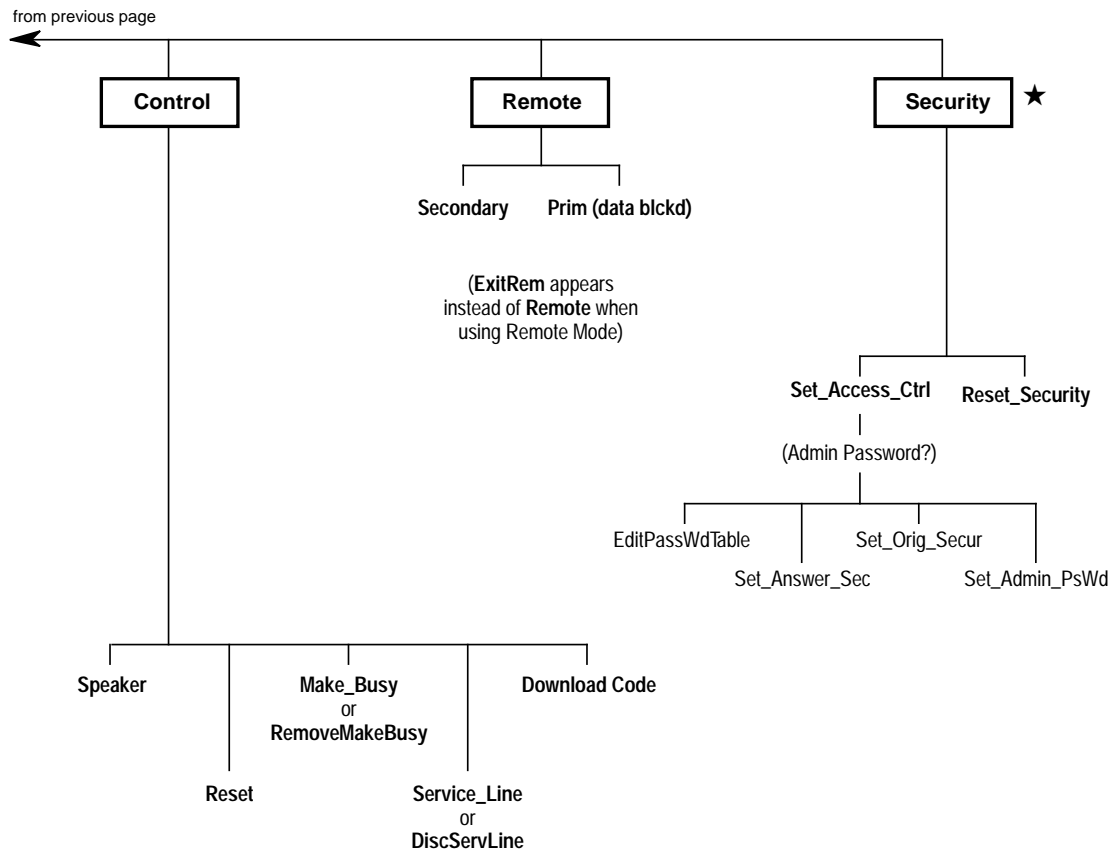 from previous page
Control
Remote
Security
Secondary
Prim (data blckd)
(ExitRem appears
instead of Remote when
using Remote Mode)
Set_Access_Ctrl
Reset_Security
(Admin Password?)
EditPassWdTable
Set_Orig_Secur
Set_Answer_Sec
Set_Admin_PsWd
Speaker
Make_Busy
or
RemoveMakeBusy
Download Code
Reset
Service_Line
or
DiscServLine